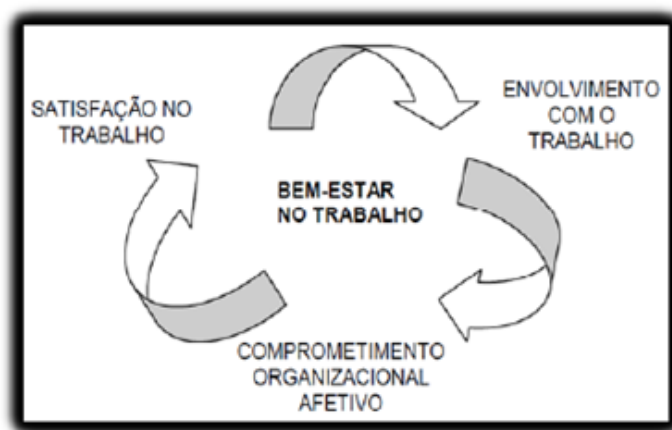 SATISFAÇÃO NO
TRABALHO
ENVOLVIMENTO
COM O
TRABALHO
BEM-ESTAR
NO TRABALHO
COMPROMETIMENTO
ORGANIZACIONAL
AFETIVO